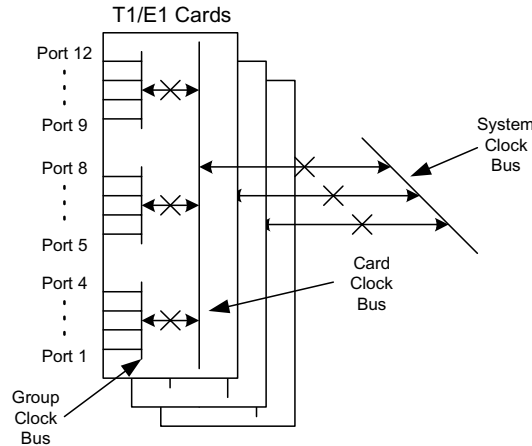 T1/E1 Cards
Port 12
Port 9
Port 8
Port 5
Port 4
Port 1
System
Clock
Bus
Card
Clock
Bus
Group
Clock
Bus